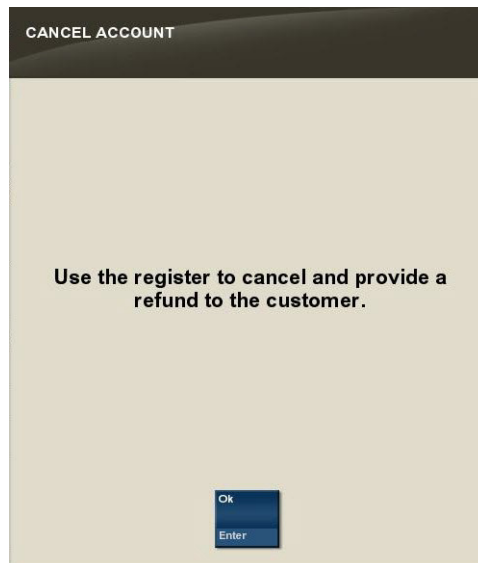 CANCEL ACCOUNT
Use the register to cancel and provide a
refund to the customer.
Ok
Enter